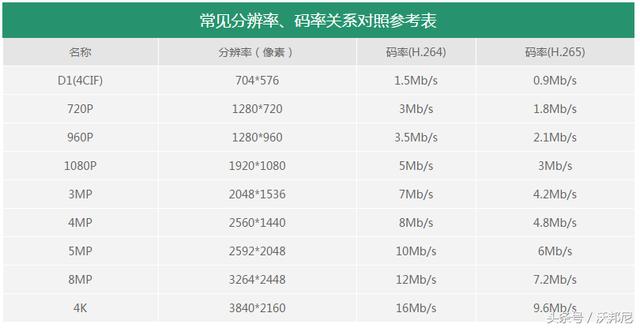 常见分辨率、码率关系对照参考表
名称 分辨率（像素） 码率(H.264) 码率(H.265)
D1(4CIF) 704*576 1.5Mb/s 0.9Mb/s
720P 1280*720 3Mb/s 1.8Mb/s
960P 1280*960 3.5Mb/s 2.1Mb/s
1080P 1920*1080 5Mb/s 3Mb/s
3MP 2048*1536 7Mb/s 4.2Mb/s
4MP 2560*1440 8Mb/s 4.8Mb/s
5MP 2592*2048 10Mb/s 6Mb/s
8MP 3264*2448 12Mb/s 7.2Mb/s
4K 3840*2160 16Mb/s 9.6Mb/s
头条号 / 沃邦尼